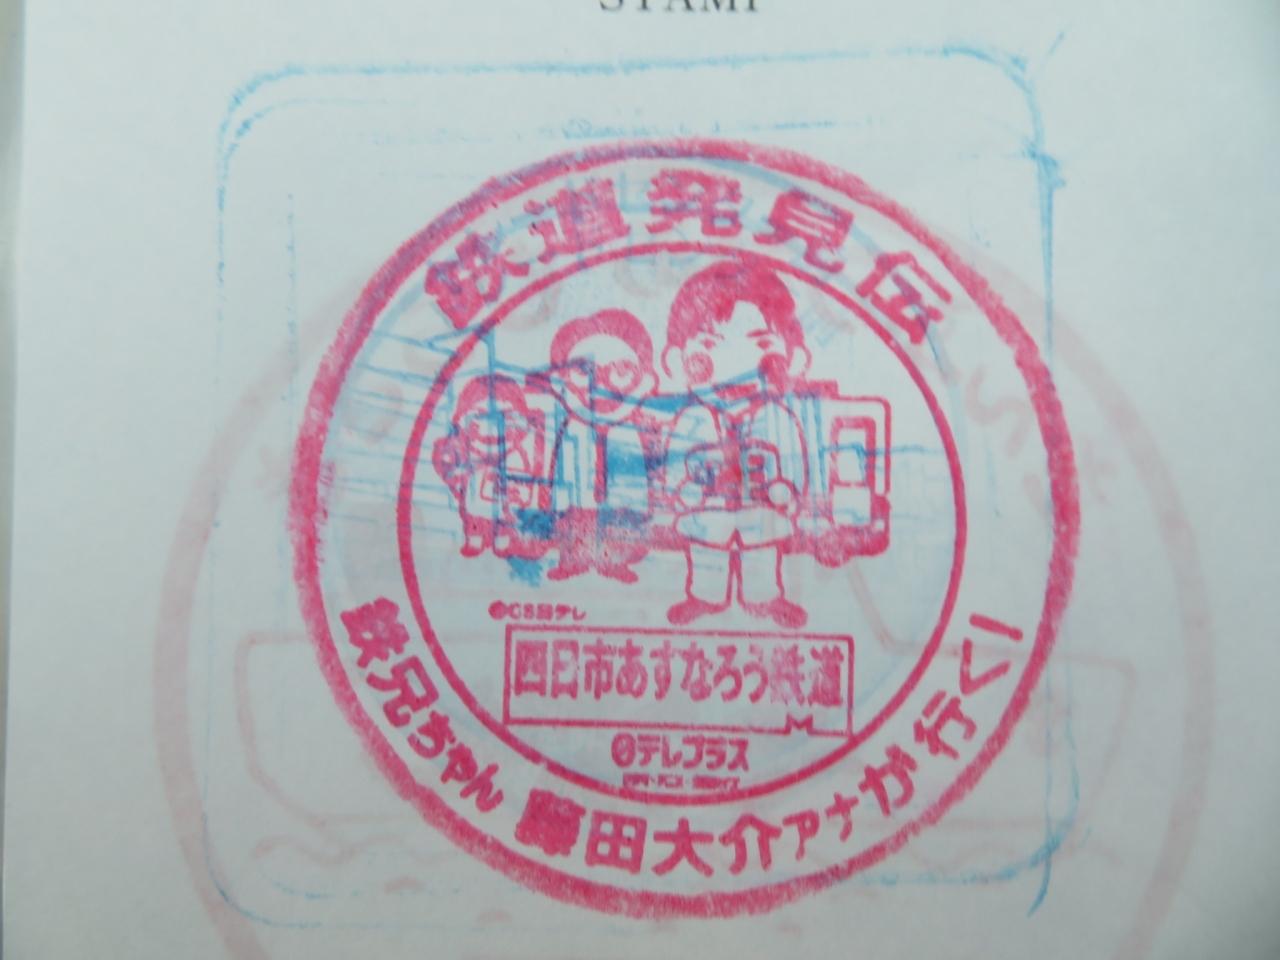 STAMP
鉄道発見伝
©CS日テレ
四日市あすなろう鉄道
日テレプラス
鉄兄ちゃん 藤田大介アナが行く!